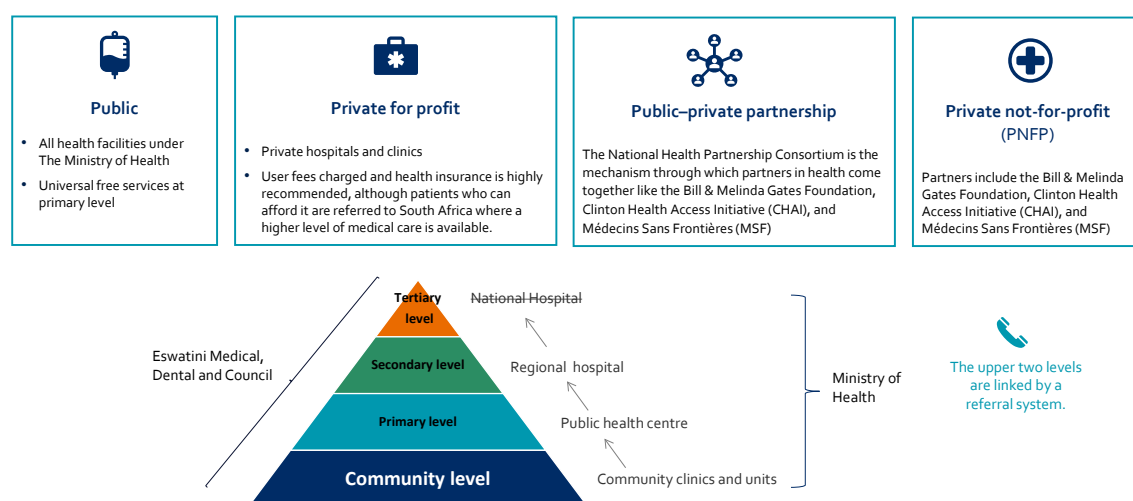 Public
• All health facilities under
The Ministry of Health
• Universal free services at
primary level
Private for profit
• Private hospitals and clinics
• User fees charged and health insurance is highly
recommended, although patients who can
afford it are referred to South Africa where a
higher level of medical care is available.
Public–private partnership
The National Health Partnership Consortium is the
mechanism through which partners in health come
together like the Bill & Melinda Gates Foundation,
Clinton Health Access Initiative (CHAI), and
Médecins Sans Frontières (MSF)
Private not-for-profit
(PNFP)
Partners include the Bill & Melinda
Gates Foundation, Clinton Health
Access Initiative (CHAI), and
Médecins Sans Frontières (MSF)
Eswatini Medical,
Dental and Council
Tertiary
level
Secondary level
Primary level
Community level
National Hospital
Regional hospital
Public health centre
Community clinics and units
Ministry of
Health
The upper two levels
are linked by a
referral system.